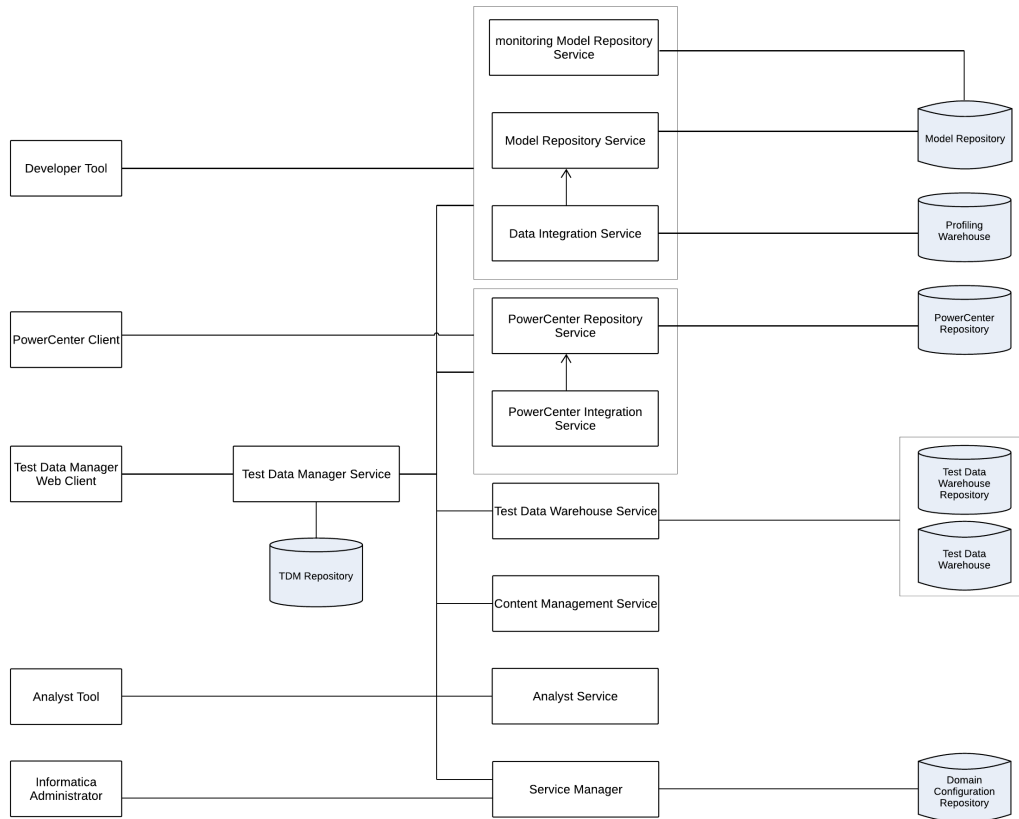 monitoring Model Repository
Service
Model Repository Service
Model Repository
Developer Tool
Data Integration Service
Profiling
Warehouse
PowerCenter Client
PowerCenter Repository
Service
PowerCenter
Repository
PowerCenter Integration
Service
Test Data Manager
Web Client
Test Data Manager Service
TDM Repository
Test Data Warehouse Service
Test Data
Warehouse
Repository
Test Data
Warehouse
Content Management Service
Analyst Tool
Analyst Service
Informatica
Administrator
Service Manager
Domain
Configuration
Repository